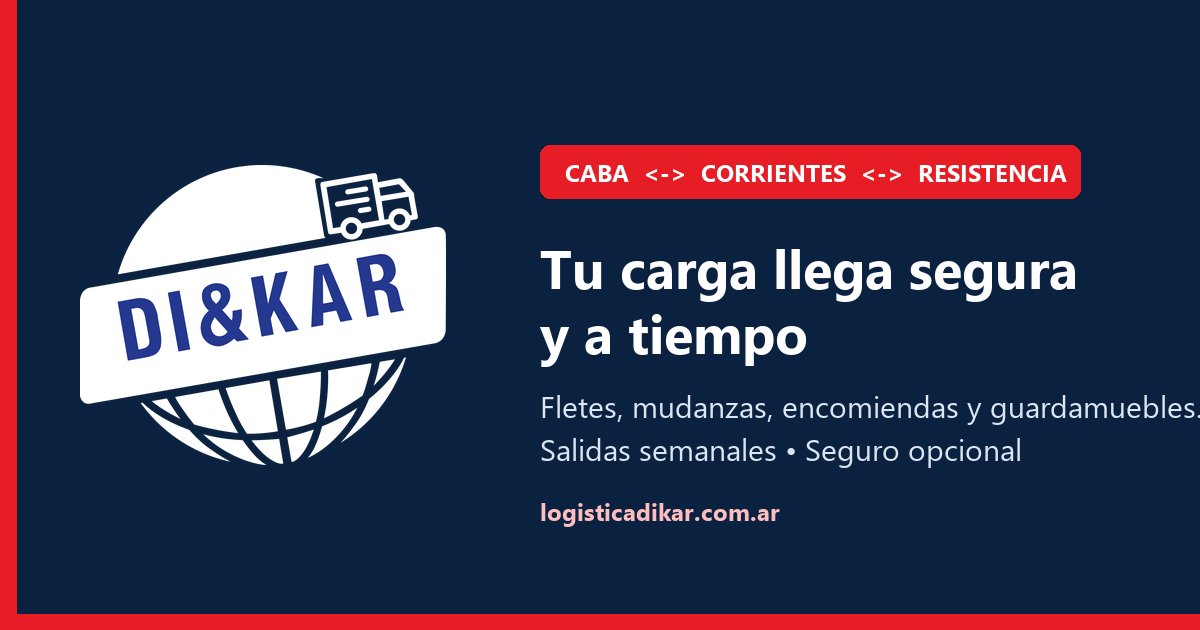 DI&KAR
CABA <-> CORRIENTES <-> RESISTENCIA
Tu carga llega segura
y a tiempo
Fletes, mudanzas, encomiendas y guardamuebles.
Salidas semanales • Seguro opcional
logisticadikar.com.ar